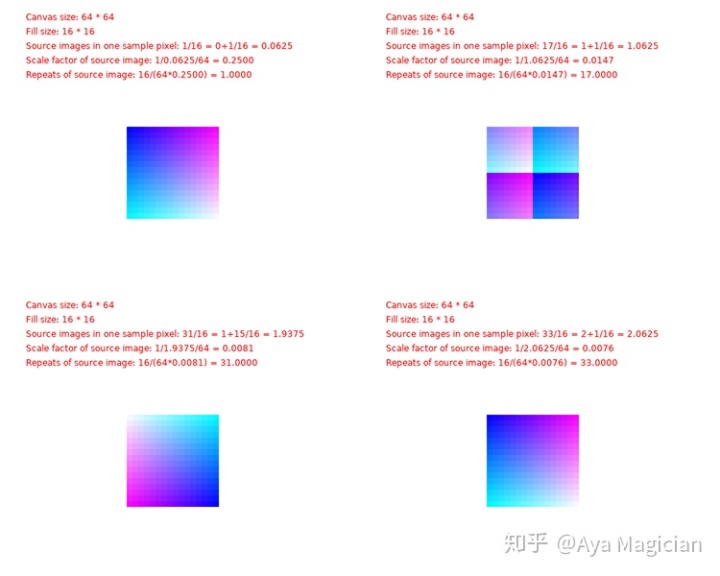 Canvas size: 64 * 64
Fill size: 16 * 16
Source images in one sample pixel: 1/16 = 0+1/16 = 0.0625
Scale factor of source image: 1/0.0625/64 = 0.2500
Repeats of source image: 16/(64*0.2500) = 1.0000
Canvas size: 64 * 64
Fill size: 16 * 16
Source images in one sample pixel: 17/16 = 1+1/16 = 1.0625
Scale factor of source image: 1/1.0625/64 = 0.0147
Repeats of source image: 16/(64*0.0147) = 17.0000
Canvas size: 64 * 64
Fill size: 16 * 16
Source images in one sample pixel: 31/16 = 1+15/16 = 1.9375
Scale factor of source image: 1/1.9375/64 = 0.0081
Repeats of source image: 16/(64*0.0081) = 31.0000
Canvas size: 64 * 64
Fill size: 16 * 16
Source images in one sample pixel: 33/16 = 2+1/16 = 2.0625
Scale factor of source image: 1/2.0625/64 = 0.0076
Repeats of source image: 16/(64*0.0076) = 33.0000
知乎 @Aya Magician